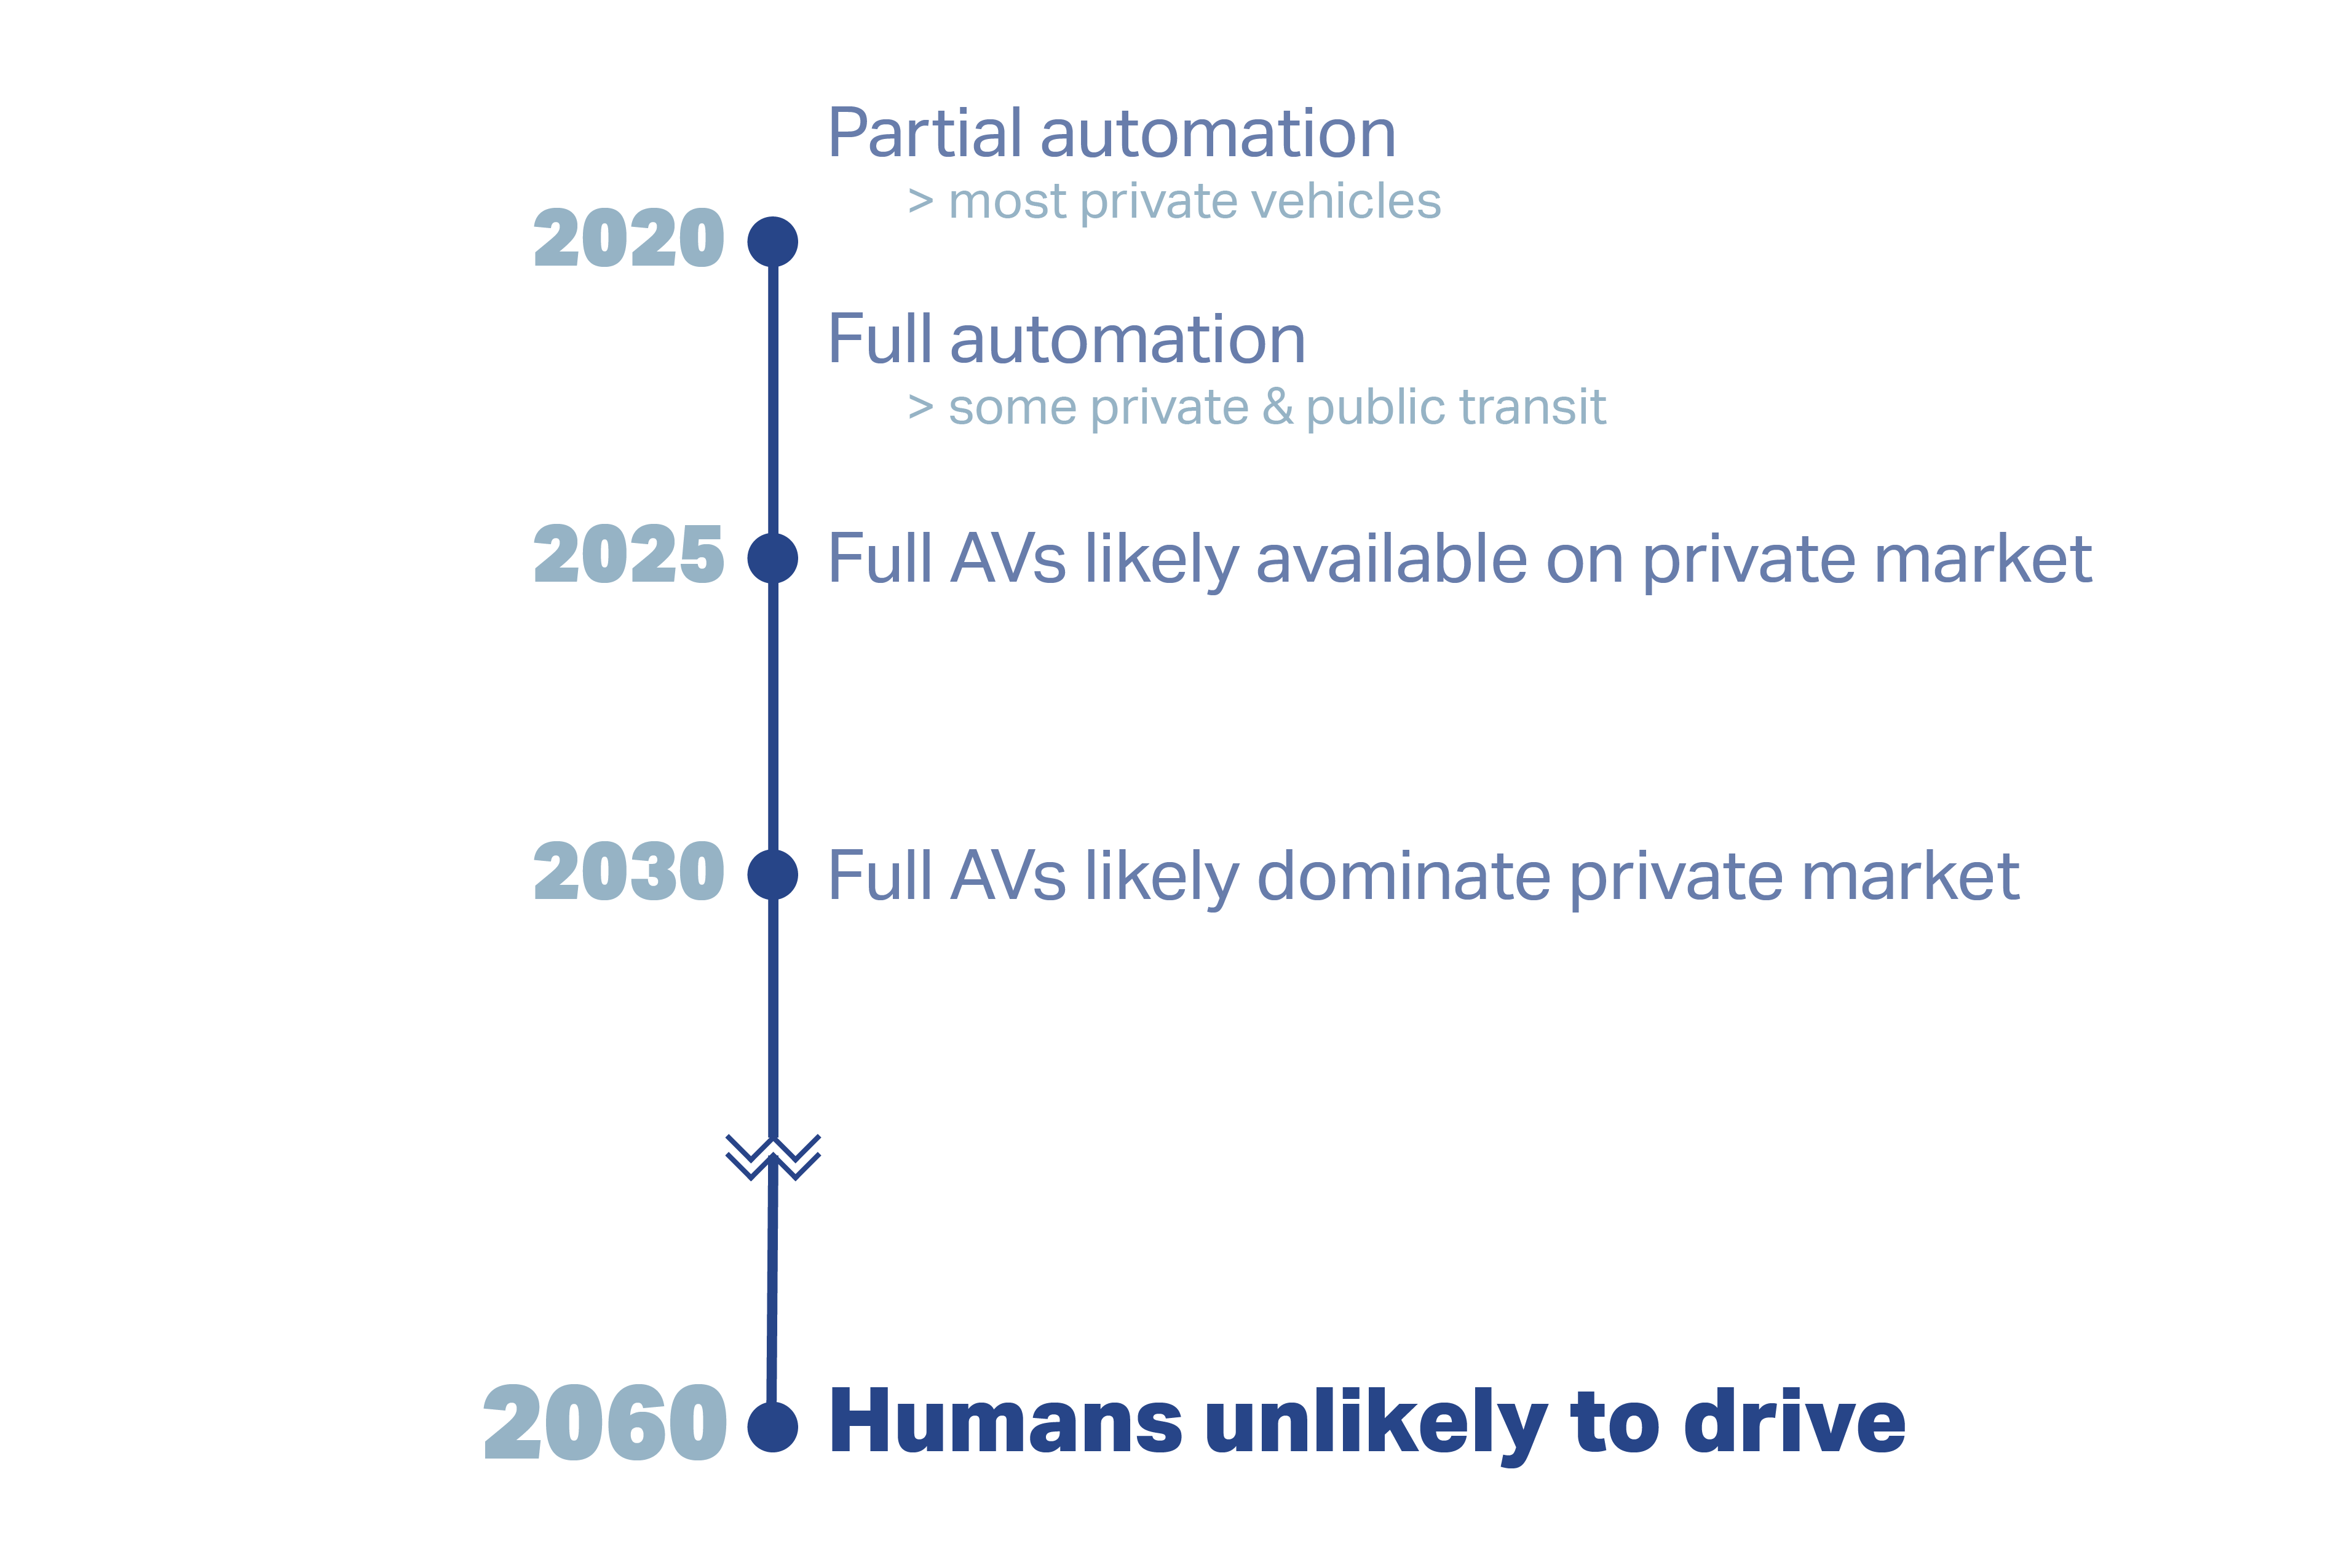 Partial automation
> most private vehicles
2020
Full automation
> some private & public transit
2025 Full AVs likely available on private market
2030 Full AVs likely dominate private market
2060 Humans unlikely to drive